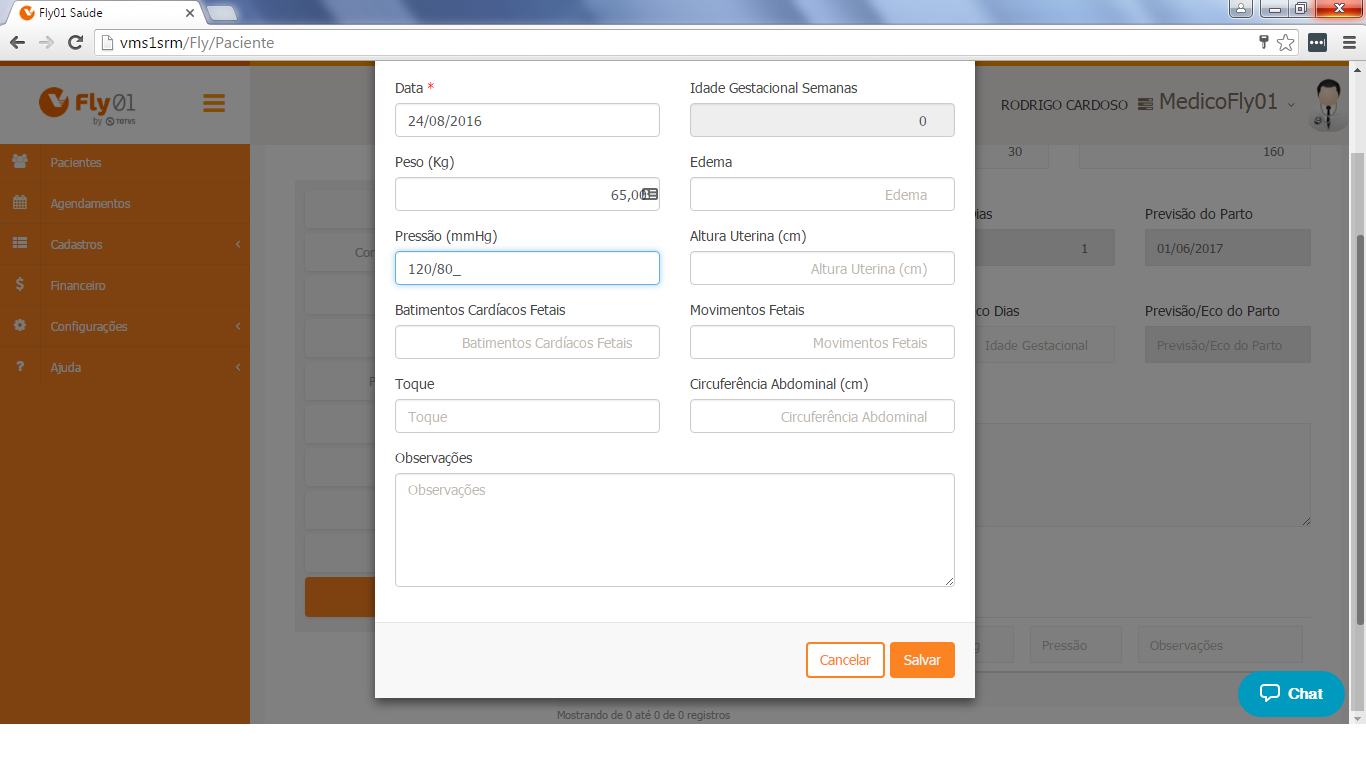 Fly01 Saúde
vms1srm/Fly/Paciente
Fly01
by TOTVS
RODRIGO CARDOSO
MedicoFly01
Pacientes
Agendamentos
Cadastros
Financeiro
Configurações
Ajuda
Data *
Idade Gestacional Semanas
24/08/2016
0
Peso (Kg)
Edema
65,00
Edema
Pressão (mmHg)
Altura Uterina (cm)
120/80_
Altura Uterina (cm)
Batimentos Cardíacos Fetais
Movimentos Fetais
Batimentos Cardíacos Fetais
Movimentos Fetais
Toque
Circuferência Abdominal (cm)
Toque
Circuferência Abdominal
Observações
Observações
Cancelar
Salvar
30
160
ias
Previsão do Parto
1
01/06/2017
co Dias
Previsão/Eco do Parto
Idade Gestacional
Previsão/Eco do Parto
Cor
P
g
Pressão
Observações
Chat
Mostrando de 0 até 0 de 0 registros